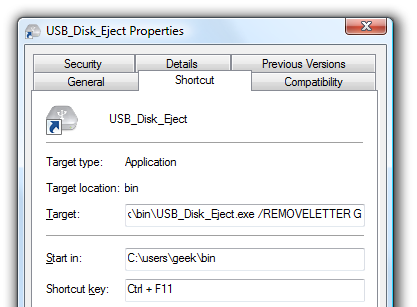 USB_Disk_Eject Properties
Security Details Previous Versions
General Shortcut Compatibility
USB_Disk_Eject
Target type: Application
Target location: bin
Target: \bin\USB_Disk_Eject.exe /REMOVELETTER G
Start in: C:\users\geek\bin
Shortcut key: Ctrl + F11